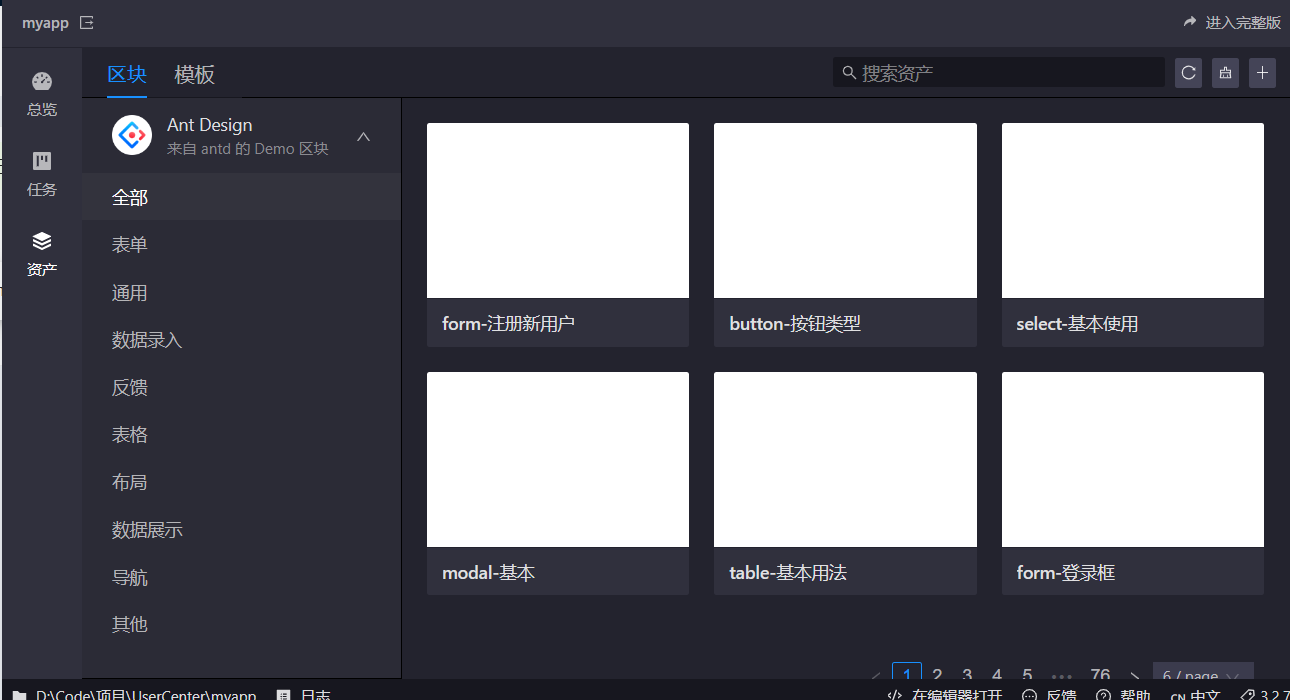 myapp
进入完整版
总览
任务
资产
区块 模板
搜索资产
Ant Design
来自 antd 的 Demo 区块
全部
表单
通用
数据录入
反馈
表格
布局
数据展示
导航
其他
form-注册新用户
button-按钮类型
select-基本使用
modal-基本
table-基本用法
form-登录框
1 2 3 4 5 ••• 76
6 / page
D:\Code\项目\UserCenter\myapp 日志
在编辑器打开 反馈 帮助 CN 中文 3.2.7